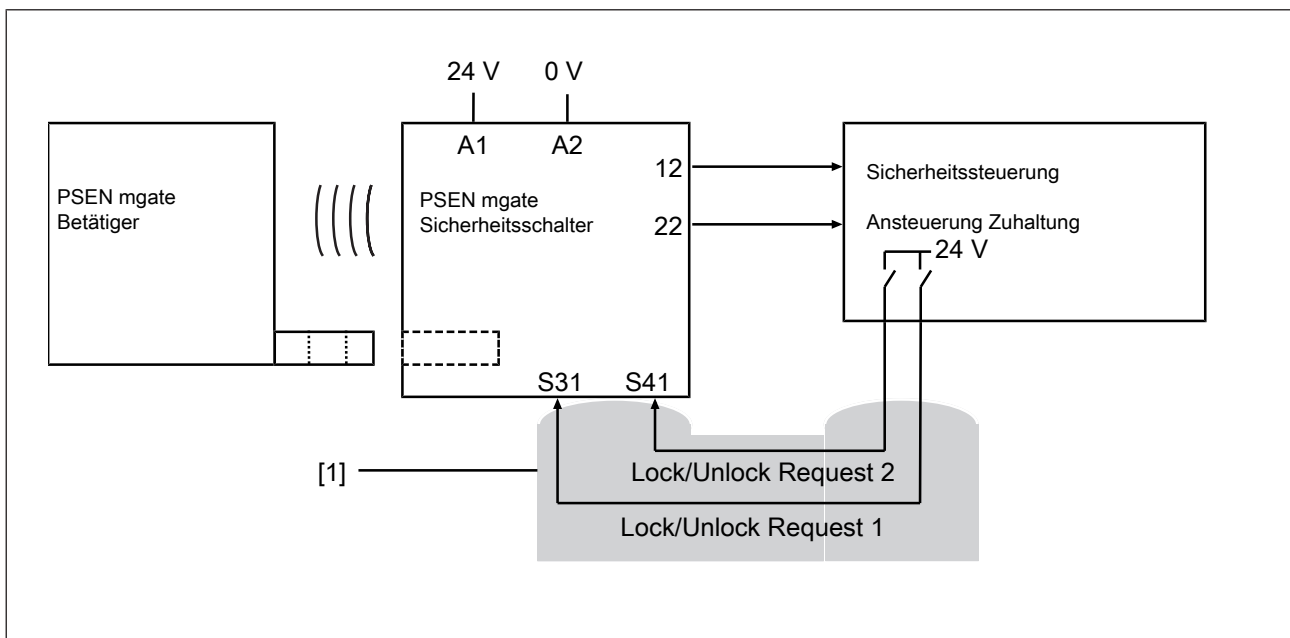 24 V
0 V
A1
A2
PSEN mgate
Betätiger
PSEN mgate
Sicherheitsschalter
12
22
Sicherheitssteuerung
Ansteuerung Zuhaltung
24 V
S31
S41
[1]
Lock/Unlock Request 2
Lock/Unlock Request 1